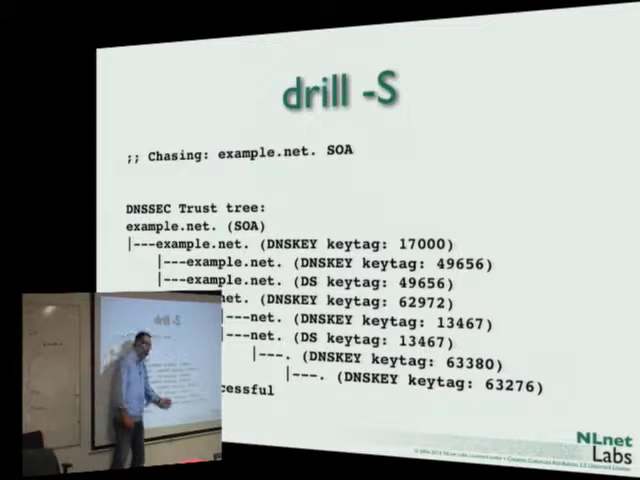 drill -S
;; Chasing: example.net. SOA
DNSSEC Trust tree:
example.net. (SOA)
|---example.net. (DNSKEY keytag: 17000)
|---example.net. (DNSKEY keytag: 49656)
|---example.net. (DS keytag: 49656)
net. (DNSKEY keytag: 62972)
|---net. (DNSKEY keytag: 13467)
|---net. (DS keytag: 13467)
|---. (DNSKEY keytag: 63380)
|---. (DNSKEY keytag: 63276)
cessful
NLnet
Labs